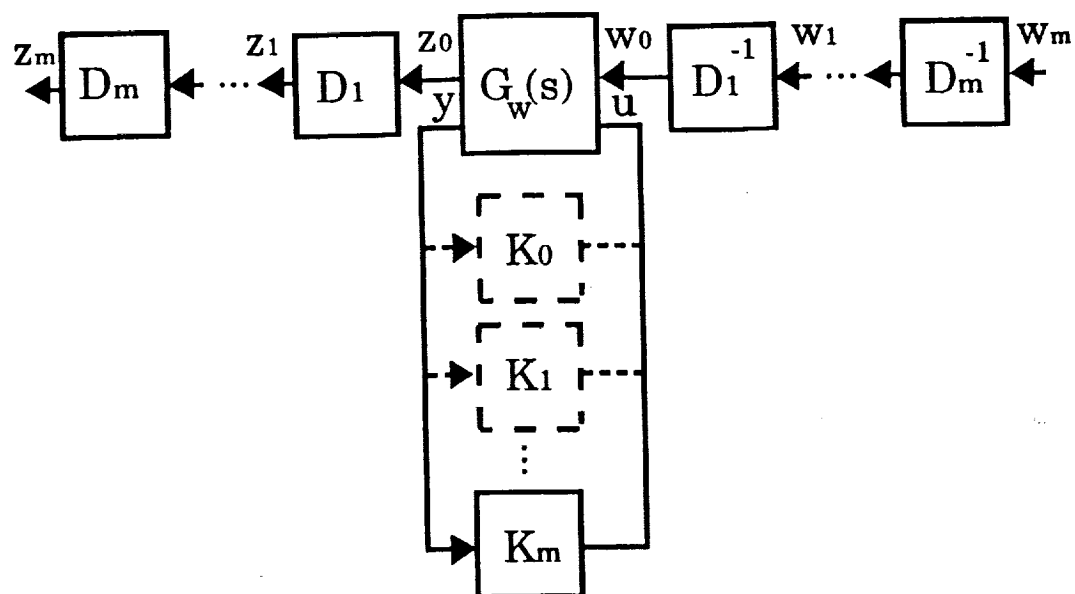 zm Dm ... z1 D1 z0 Gw(s) w0 D1^-1 w1 ... Dm^-1 wm
y u
K0
K1
⋮
Km